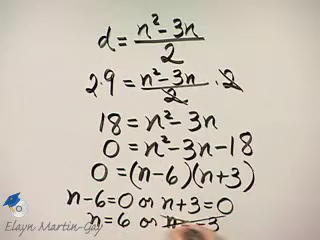 d = n² - 3n / 2
2·9 = n² - 3n / 2 · 2
18 = n² - 3n
0 = n² - 3n - 18
0 = (n-6)(n+3)
n-6=0 or n+3=0
n=6 or n=-3
Elayn Martin-Gay